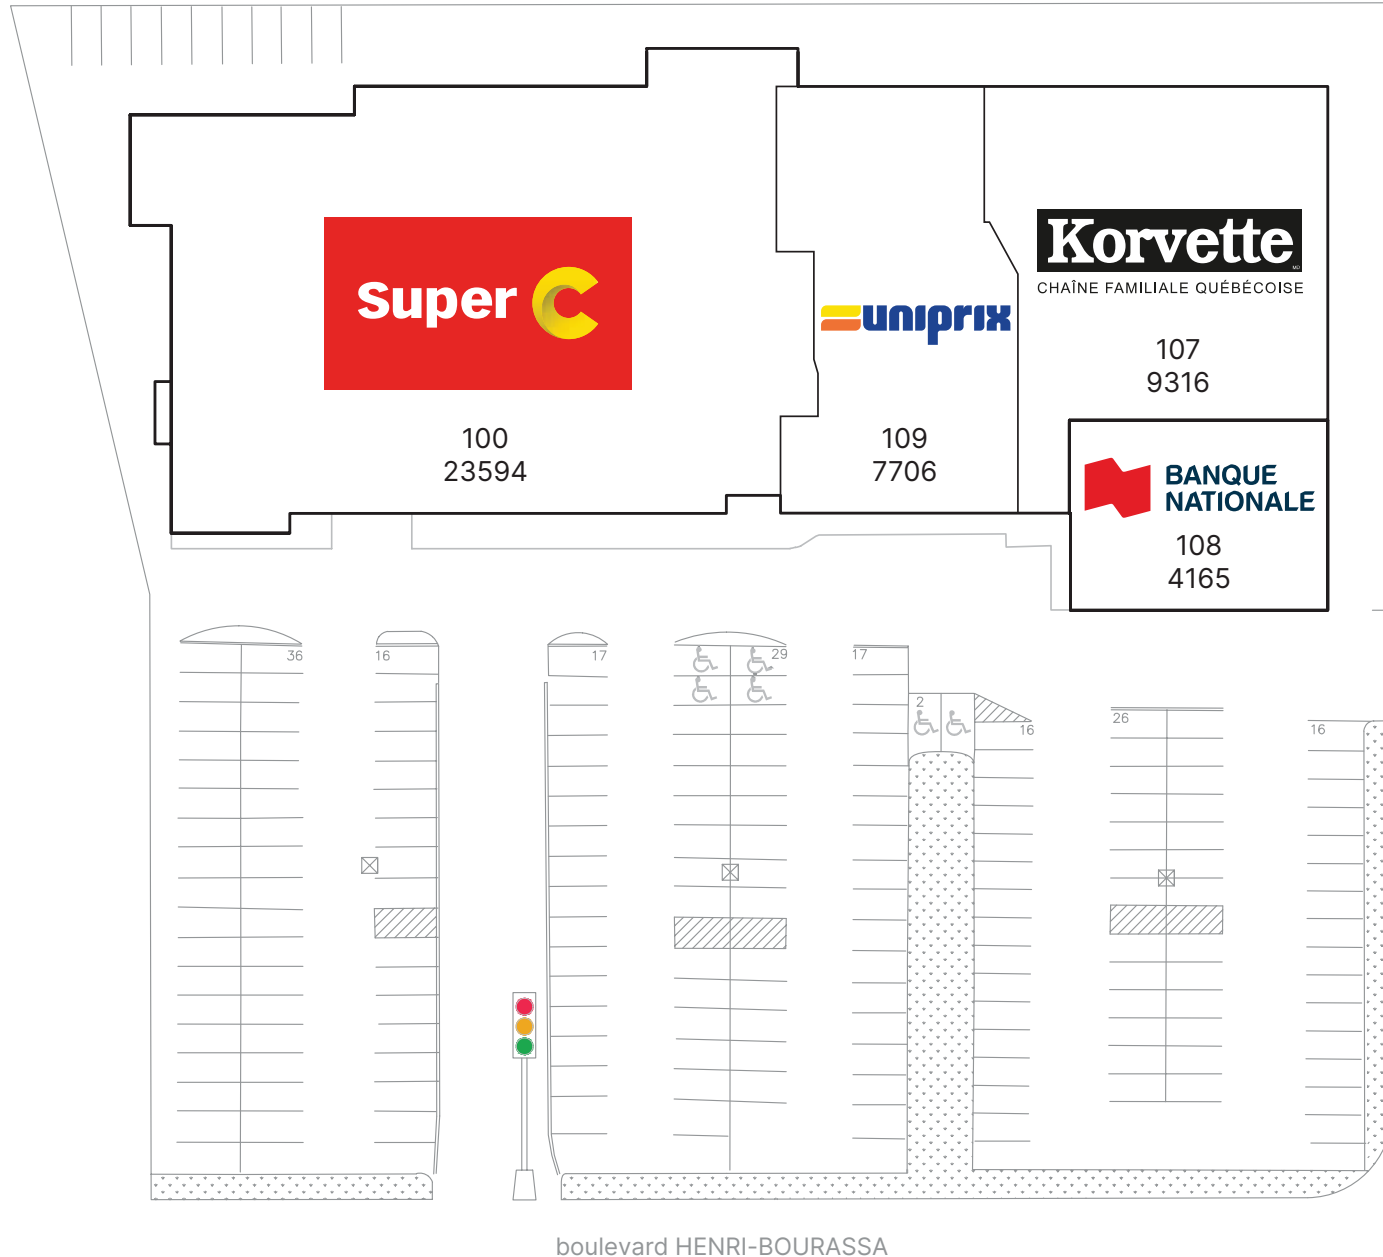 Super C
100
23594
uniprix
109
7706
Korvette
MD
CHAÎNE FAMILIALE QUÉBÉCOISE
107
9316
BANQUE
NATIONALE
108
4165
36
16
17
29
17
2
16
26
16
boulevard HENRI-BOURASSA